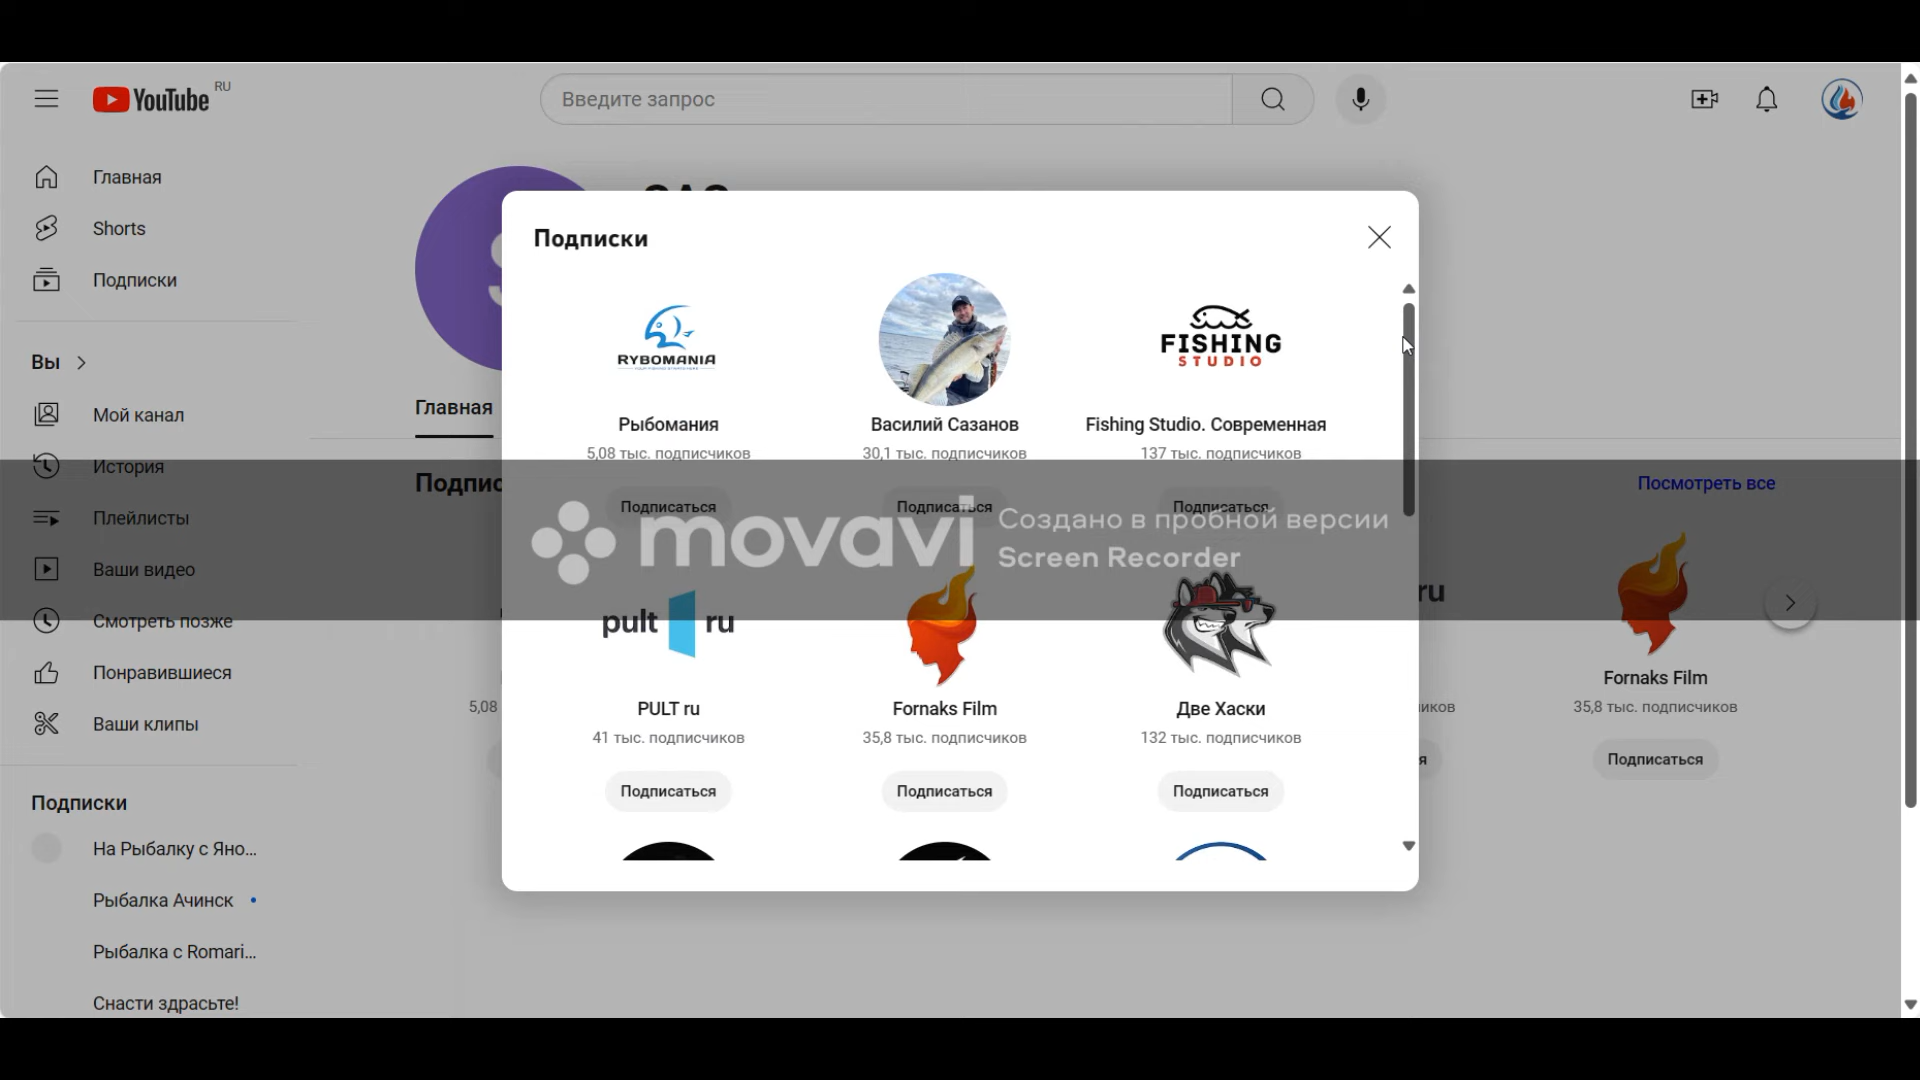 YouTube RU
Введите запрос
Главная
Shorts
Подписки
Вы
Мой канал
История
Плейлисты
Ваши видео
Смотреть позже
Понравившиеся
Ваши клипы
Подписки
На Рыбалку с Яно...
Рыбалка Ачинск
Рыбалка с Romari...
Снасти здрасьте!
Главная
Посмотреть все
5,08
ru
Fornaks Film
35,8 тыс. подписчиков
Подписаться
Подписки
RYBOMANIA
Рыбомания
5,08 тыс. подписчиков
Подписаться
Василий Сазанов
30,1 тыс. подписчиков
Подписаться
FISHING
STUDIO
Fishing Studio. Современная
137 тыс. подписчиков
Подписаться
movavi
Создано в пробной версии
Screen Recorder
pult ru
PULT ru
41 тыс. подписчиков
Подписаться
Fornaks Film
35,8 тыс. подписчиков
Подписаться
Две Хаски
132 тыс. подписчиков
Подписаться